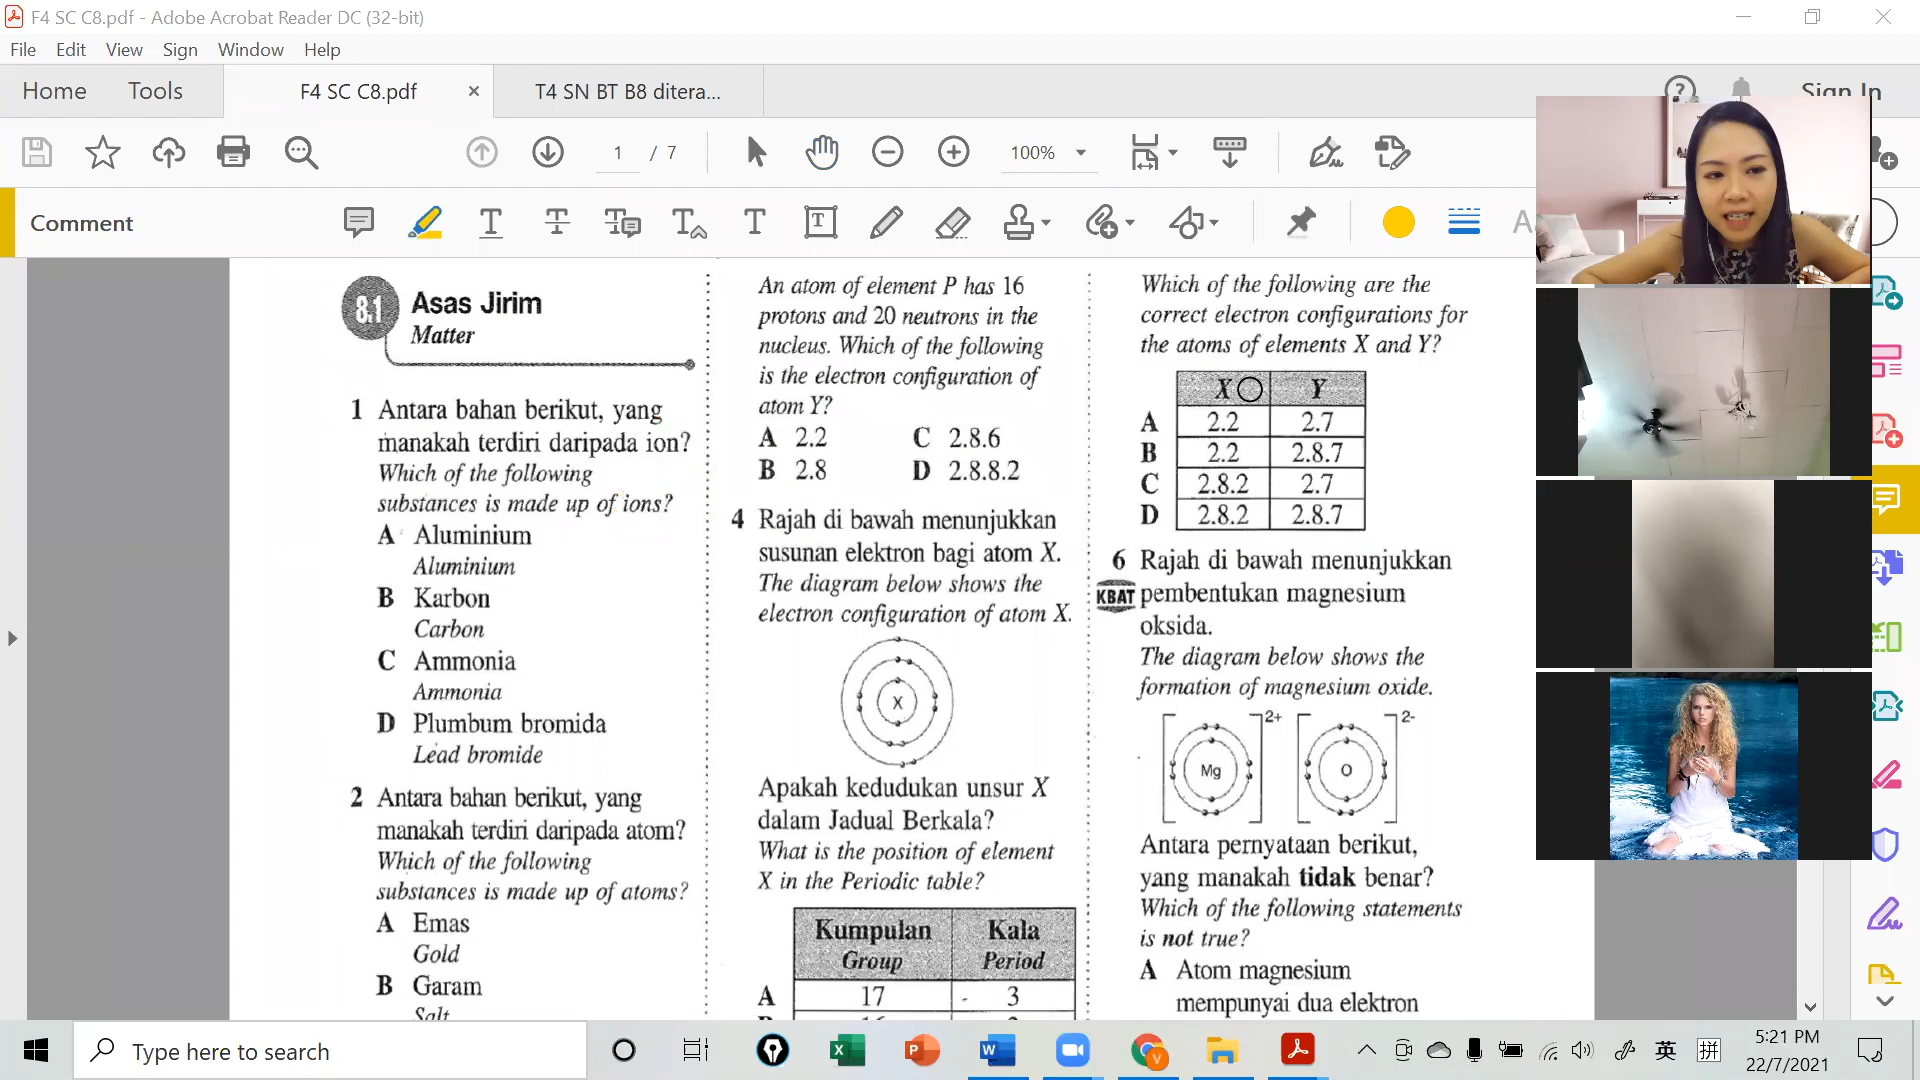 F4 SC C8.pdf - Adobe Acrobat Reader DC (32-bit)
File Edit View Sign Window Help
Home Tools F4 SC C8.pdf × T4 SN BT B8 ditera... Sign In
1 / 7 100%
Comment
8.1 Asas Jirim
Matter
1 Antara bahan berikut, yang
manakah terdiri daripada ion?
Which of the following
substances is made up of ions?
A Aluminium
Aluminium
B Karbon
Carbon
C Ammonia
Ammonia
D Plumbum bromida
Lead bromide
2 Antara bahan berikut, yang
manakah terdiri daripada atom?
Which of the following
substances is made up of atoms?
A Emas
Gold
B Garam
Salt
An atom of element P has 16
protons and 20 neutrons in the
nucleus. Which of the following
is the electron configuration of
atom Y?
A 2.2 C 2.8.6
B 2.8 D 2.8.8.2
4 Rajah di bawah menunjukkan
susunan elektron bagi atom X.
The diagram below shows the
electron configuration of atom X.
X
Apakah kedudukan unsur X
dalam Jadual Berkala?
What is the position of element
X in the Periodic table?
Kumpulan Kala
Group Period
A 17 3
Which of the following are the
correct electron configurations for
the atoms of elements X and Y?
X Y
A 2.2 2.7
B 2.2 2.8.7
C 2.8.2 2.7
D 2.8.2 2.8.7
6 Rajah di bawah menunjukkan
KBAT pembentukan magnesium
oksida.
The diagram below shows the
formation of magnesium oxide.
2+ 2-
Mg O
Antara pernyataan berikut,
yang manakah tidak benar?
Which of the following statements
is not true?
A Atom magnesium
mempunyai dua elektron
Type here to search
英 拼
5:21 PM
22/7/2021